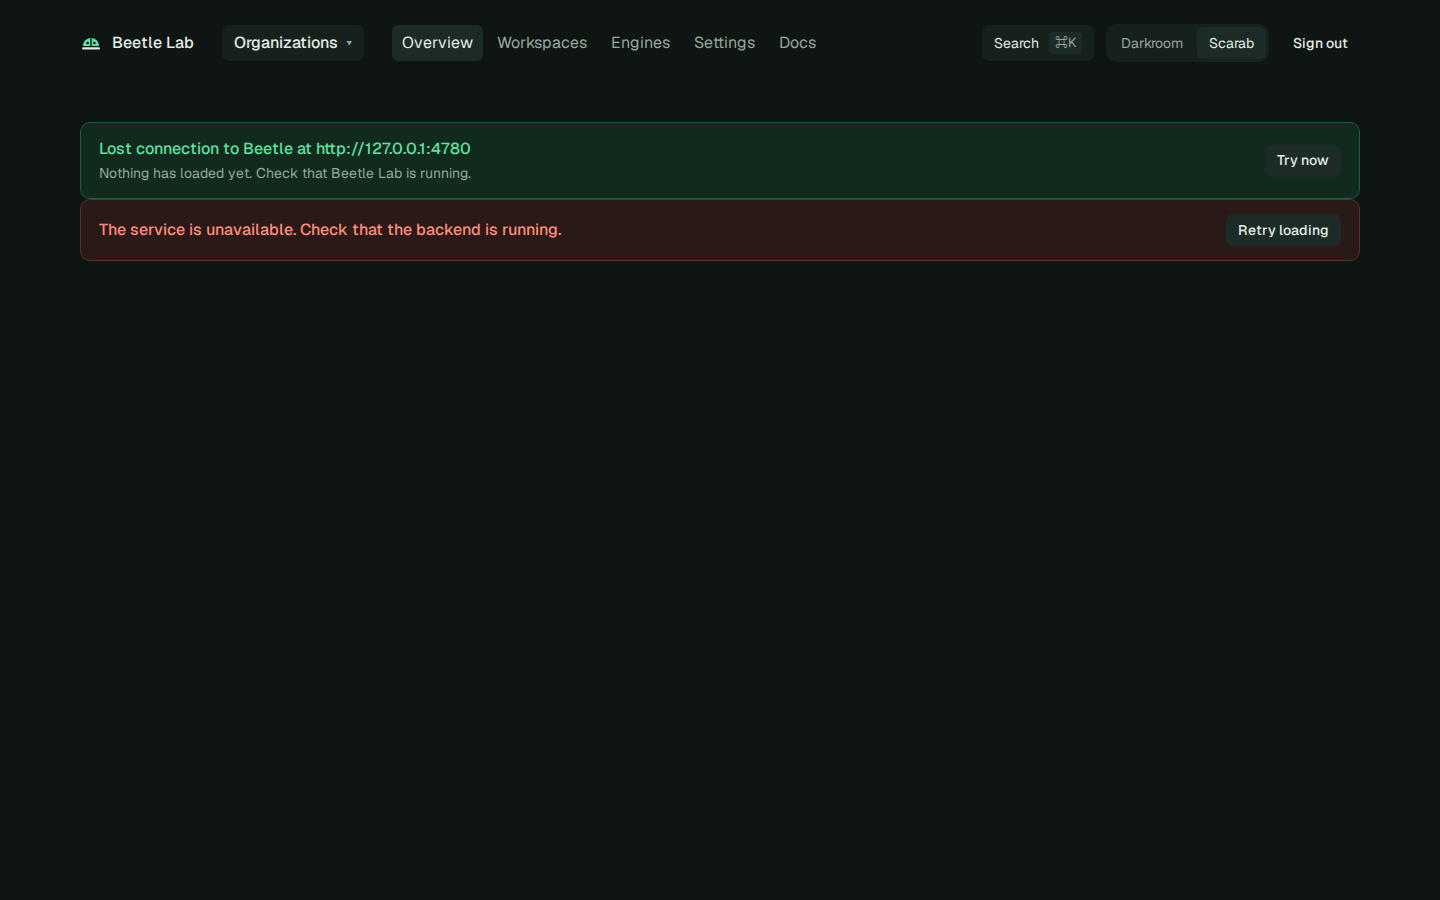 Beetle Lab
Organizations ▾
Overview
Workspaces
Engines
Settings
Docs
Search ⌘K
Darkroom
Scarab
Sign out
Lost connection to Beetle at http://127.0.0.1:4780
Nothing has loaded yet. Check that Beetle Lab is running.
Try now
The service is unavailable. Check that the backend is running.
Retry loading